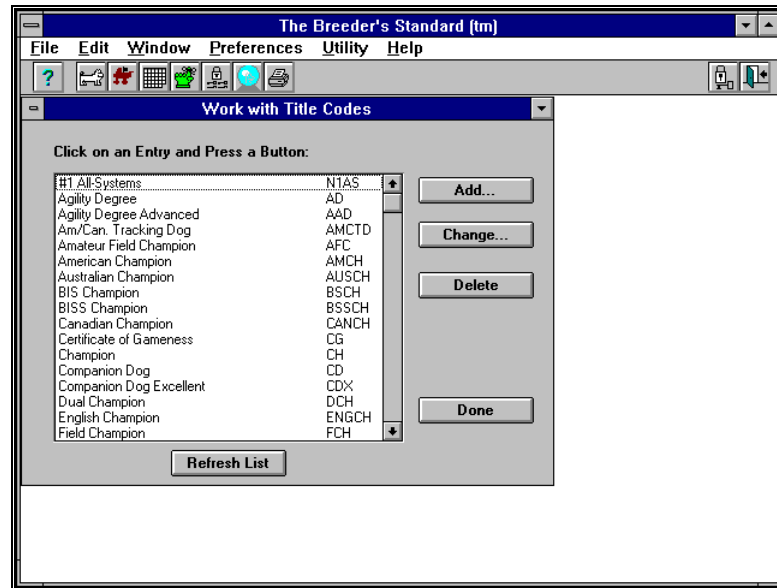 The Breeder's Standard (tm)
File Edit Window Preferences Utility Help
?
Work with Title Codes
Click on an Entry and Press a Button:
#1 All-Systems N1AS
Agility Degree AD
Agility Degree Advanced AAD
Am/Can. Tracking Dog AMCTD
Amateur Field Champion AFC
American Champion AMCH
Australian Champion AUSCH
BIS Champion BSCH
BISS Champion BSSCH
Canadian Champion CANCH
Certificate of Gameness CG
Champion CH
Companion Dog CD
Companion Dog Excellent CDX
Dual Champion DCH
English Champion ENGCH
Field Champion FCH
Add...
Change...
Delete
Done
Refresh List